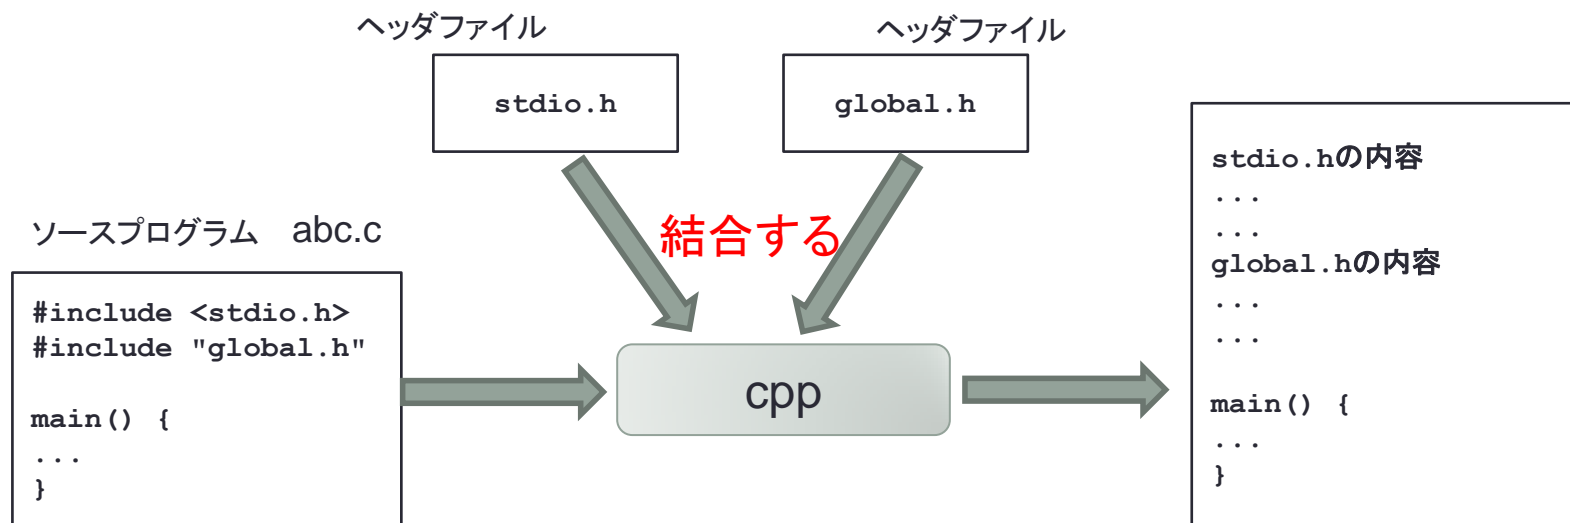 ヘッダファイル
ヘッダファイル
stdio.h
global.h
結合する
ソースプログラム abc.c
#include <stdio.h>
#include "global.h"
main() {
...
}
cpp
stdio.hの内容
...
...
global.hの内容
...
...
main() {
...
}